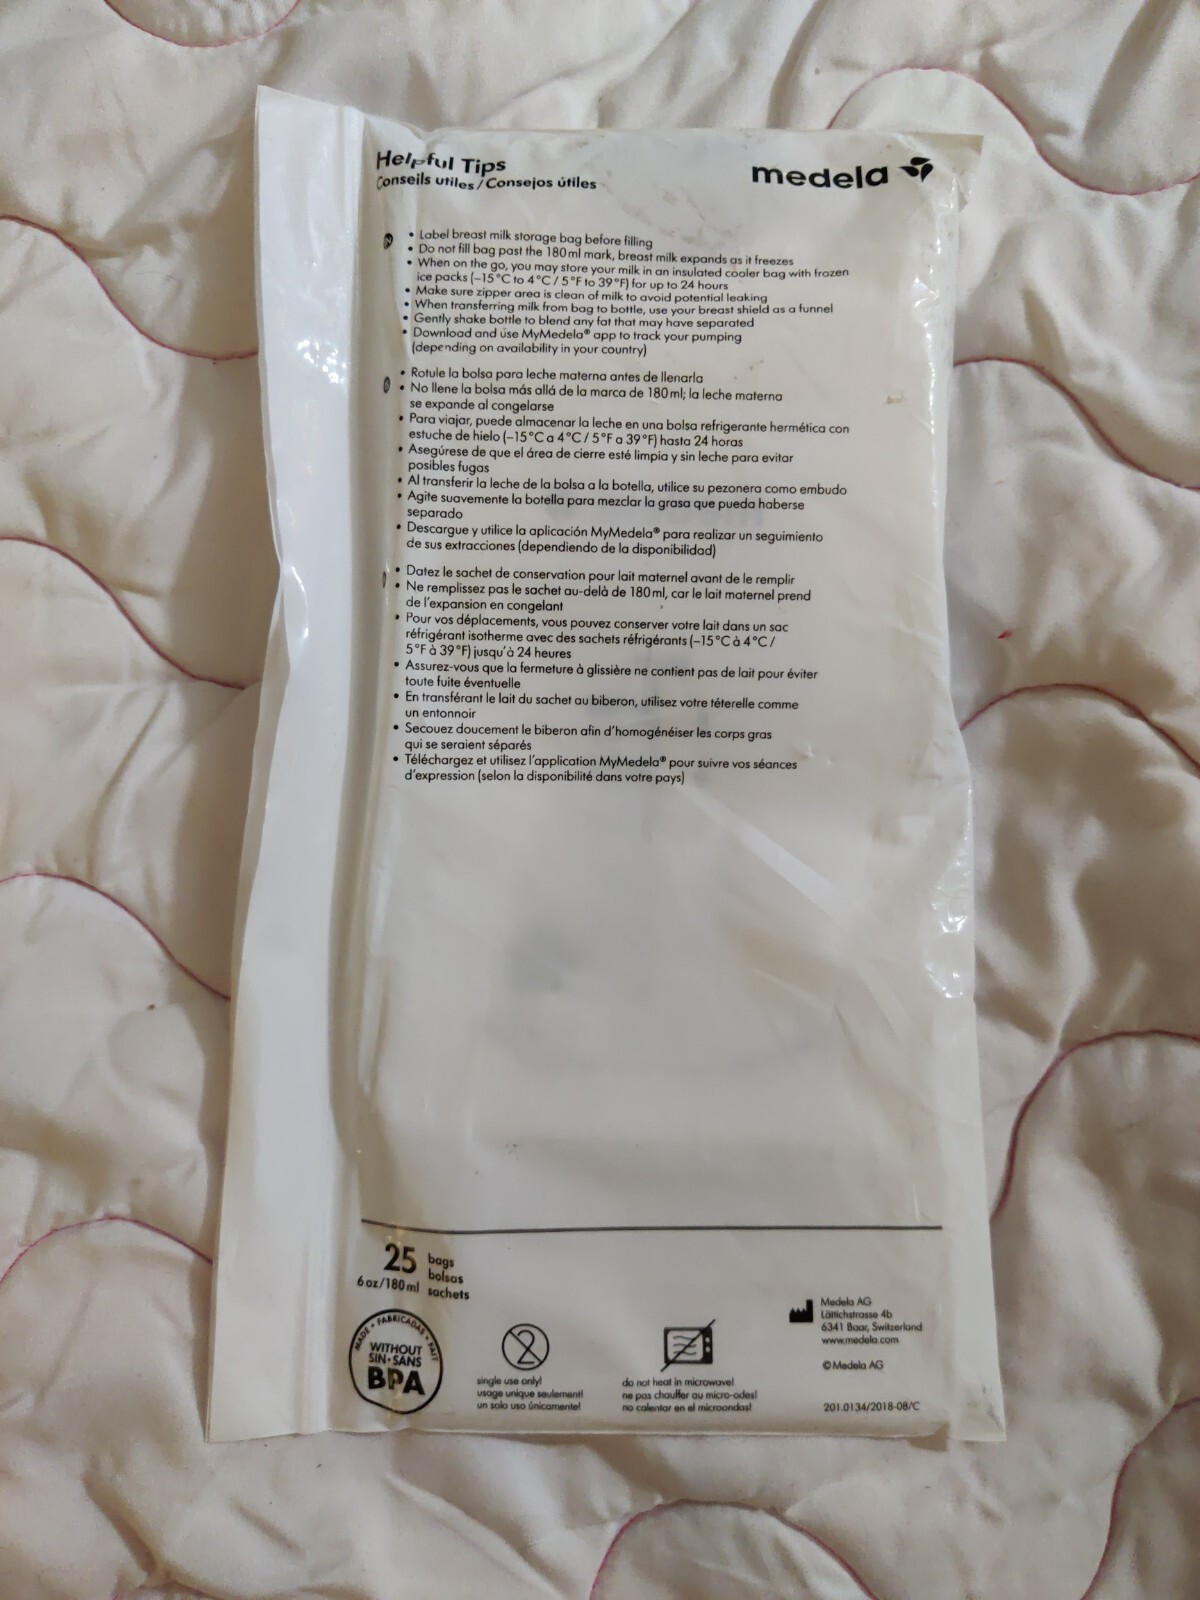 Helpful Tips
Conseils utiles / Consejos útiles
medela
• Label breast milk storage bag before filling
• Do not fill bag past the 180 ml mark, breast milk expands as it freezes
• When on the go, you may store your milk in an insulated cooler bag with frozen
ice packs (–15 °C to 4 °C / 5 °F to 39 °F) for up to 24 hours
• Make sure zipper area is clean of milk to avoid potential leaking
• When transferring milk from bag to bottle, use your breast shield as a funnel
• Gently shake bottle to blend any fat that may have separated
• Download and use MyMedela® app to track your pumping
(depending on availability in your country)
• Rotule la bolsa para leche materna antes de llenarla
• No llene la bolsa más allá de la marca de 180 ml; la leche materna
se expande al congelarse
• Para viajar, puede almacenar la leche en una bolsa refrigerante hermética con
estuche de hielo (–15 °C a 4 °C / 5 °F a 39 °F) hasta 24 horas
• Asegúrese de que el área de cierre esté limpia y sin leche para evitar
posibles fugas
• Al transferir la leche de la bolsa a la botella, utilice su pezonera como embudo
• Agite suavemente la botella para mezclar la grasa que pueda haberse
separado
• Descargue y utilice la aplicación MyMedela® para realizar un seguimiento
de sus extracciones (dependiendo de la disponibilidad)
• Datez le sachet de conservation pour lait maternel avant de le remplir
• Ne remplissez pas le sachet au-delà de 180 ml, car le lait maternel prend
de l'expansion en congelant
• Pour vos déplacements, vous pouvez conserver votre lait dans un sac
réfrigérant isotherme avec des sachets réfrigérants (–15 °C à 4 °C /
5 °F à 39 °F) jusqu'à 24 heures
• Assurez-vous que la fermeture à glissière ne contient pas de lait pour éviter
toute fuite éventuelle
• En transférant le lait du sachet au biberon, utilisez votre téterelle comme
un entonnoir
• Secouez doucement le biberon afin d'homogénéiser les corps gras
qui se seraient séparés
• Téléchargez et utilisez l'application MyMedela® pour suivre vos séances
d'expression (selon la disponibilité dans votre pays)
25 bags
bolsas
6 oz/180 ml sachets
MADE • FABRICADAS • FAIT
WITHOUT
SIN • SANS
BPA
2
single use only!
usage unique seulement!
un solo uso únicamente!
do not heat in microwave!
ne pas chauffer au micro-odes!
no calentar en el microondas!
Medela AG
Lättichstrasse 4b
6341 Baar, Switzerland
www.medela.com
© Medela AG
201.0134/2018-08/C